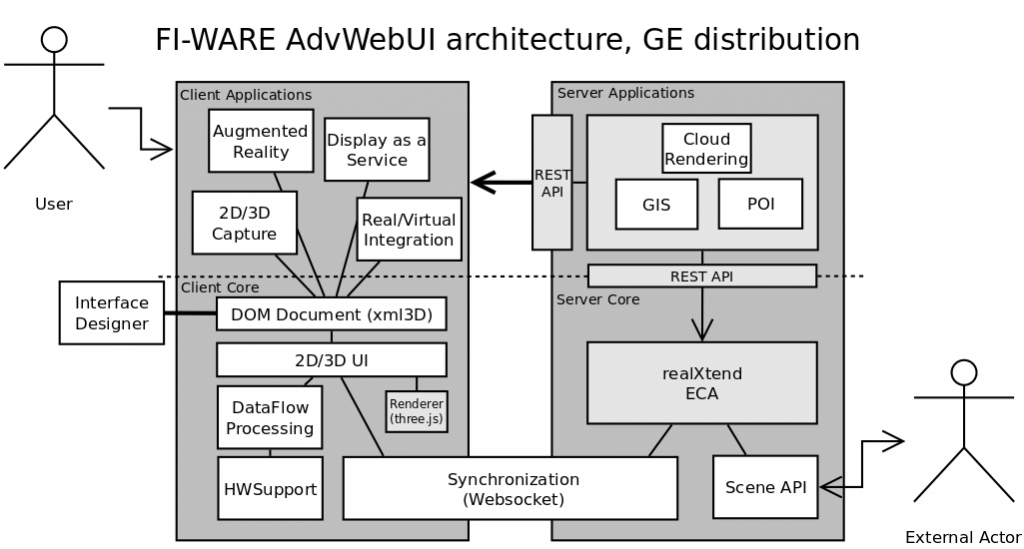 FI-WARE AdvWebUI architecture, GE distribution
User
Client Applications
Augmented
Reality
Display as a
Service
2D/3D
Capture
Real/Virtual
Integration
Server Applications
REST
API
Cloud
Rendering
GIS
POI
REST API
Interface
Designer
Client Core
DOM Document (xml3D)
2D/3D UI
DataFlow
Processing
Renderer
(three.js)
HWSupport
Synchronization
(Websocket)
Server Core
realXtend
ECA
Scene API
External Actor